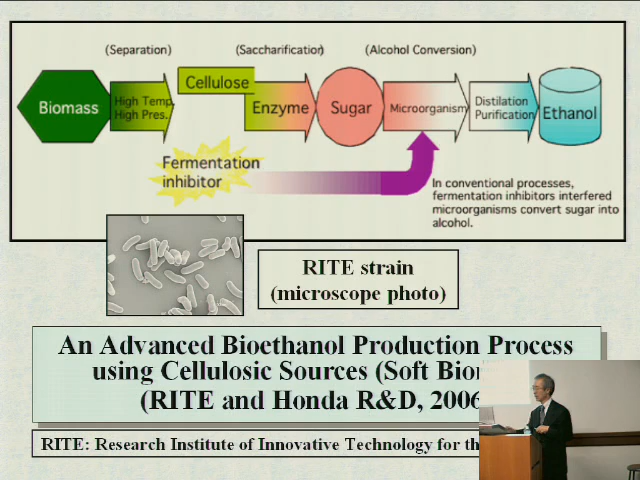 (Separation)
(Saccharification)
(Alcohol Conversion)
Biomass
High Temp,
High Pres.
Cellulose
Enzyme
Sugar
Microorganism
Distilation
Purification
Ethanol
Fermentation
inhibitor
In conventional processes,
fermentation inhibitors interfered
microorganisms convert sugar into
alcohol.
RITE strain
(microscope photo)
An Advanced Bioethanol Production Process
using Cellulosic Sources (Soft
(RITE and Honda R&D, 2006
RITE: Research Institute of Innovative Technology for